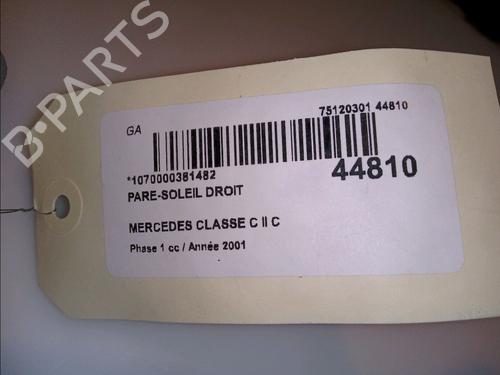 B-PARTS
GA
75120301 44810
*1070000381482
44810
PARE-SOLEIL DROIT
MERCEDES CLASSE C II C
Phase 1 cc / Année 2001